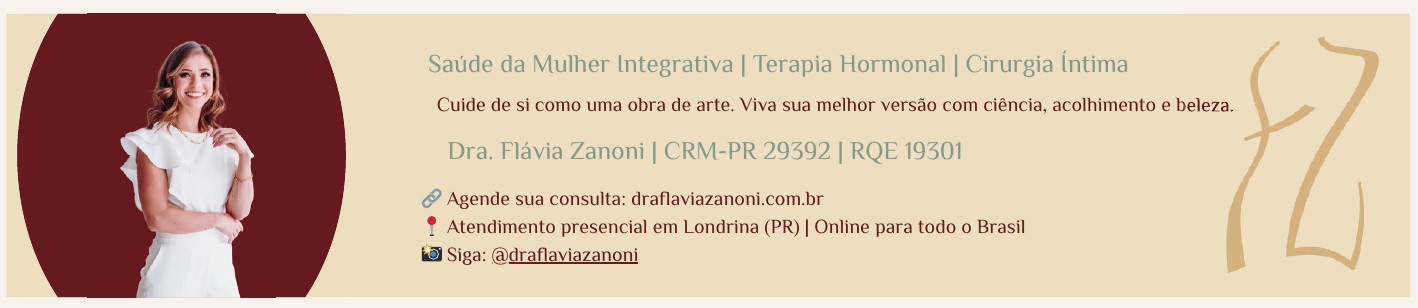 Saúde da Mulher Integrativa | Terapia Hormonal | Cirurgia Íntima
Cuide de si como uma obra de arte. Viva sua melhor versão com ciência, acolhimento e beleza.
Dra. Flávia Zanoni | CRM-PR 29392 | RQE 19301
🔗 Agende sua consulta: draflaviazanoni.com.br
📍 Atendimento presencial em Londrina (PR) | Online para todo o Brasil
📸 Siga: @draflaviazanoni